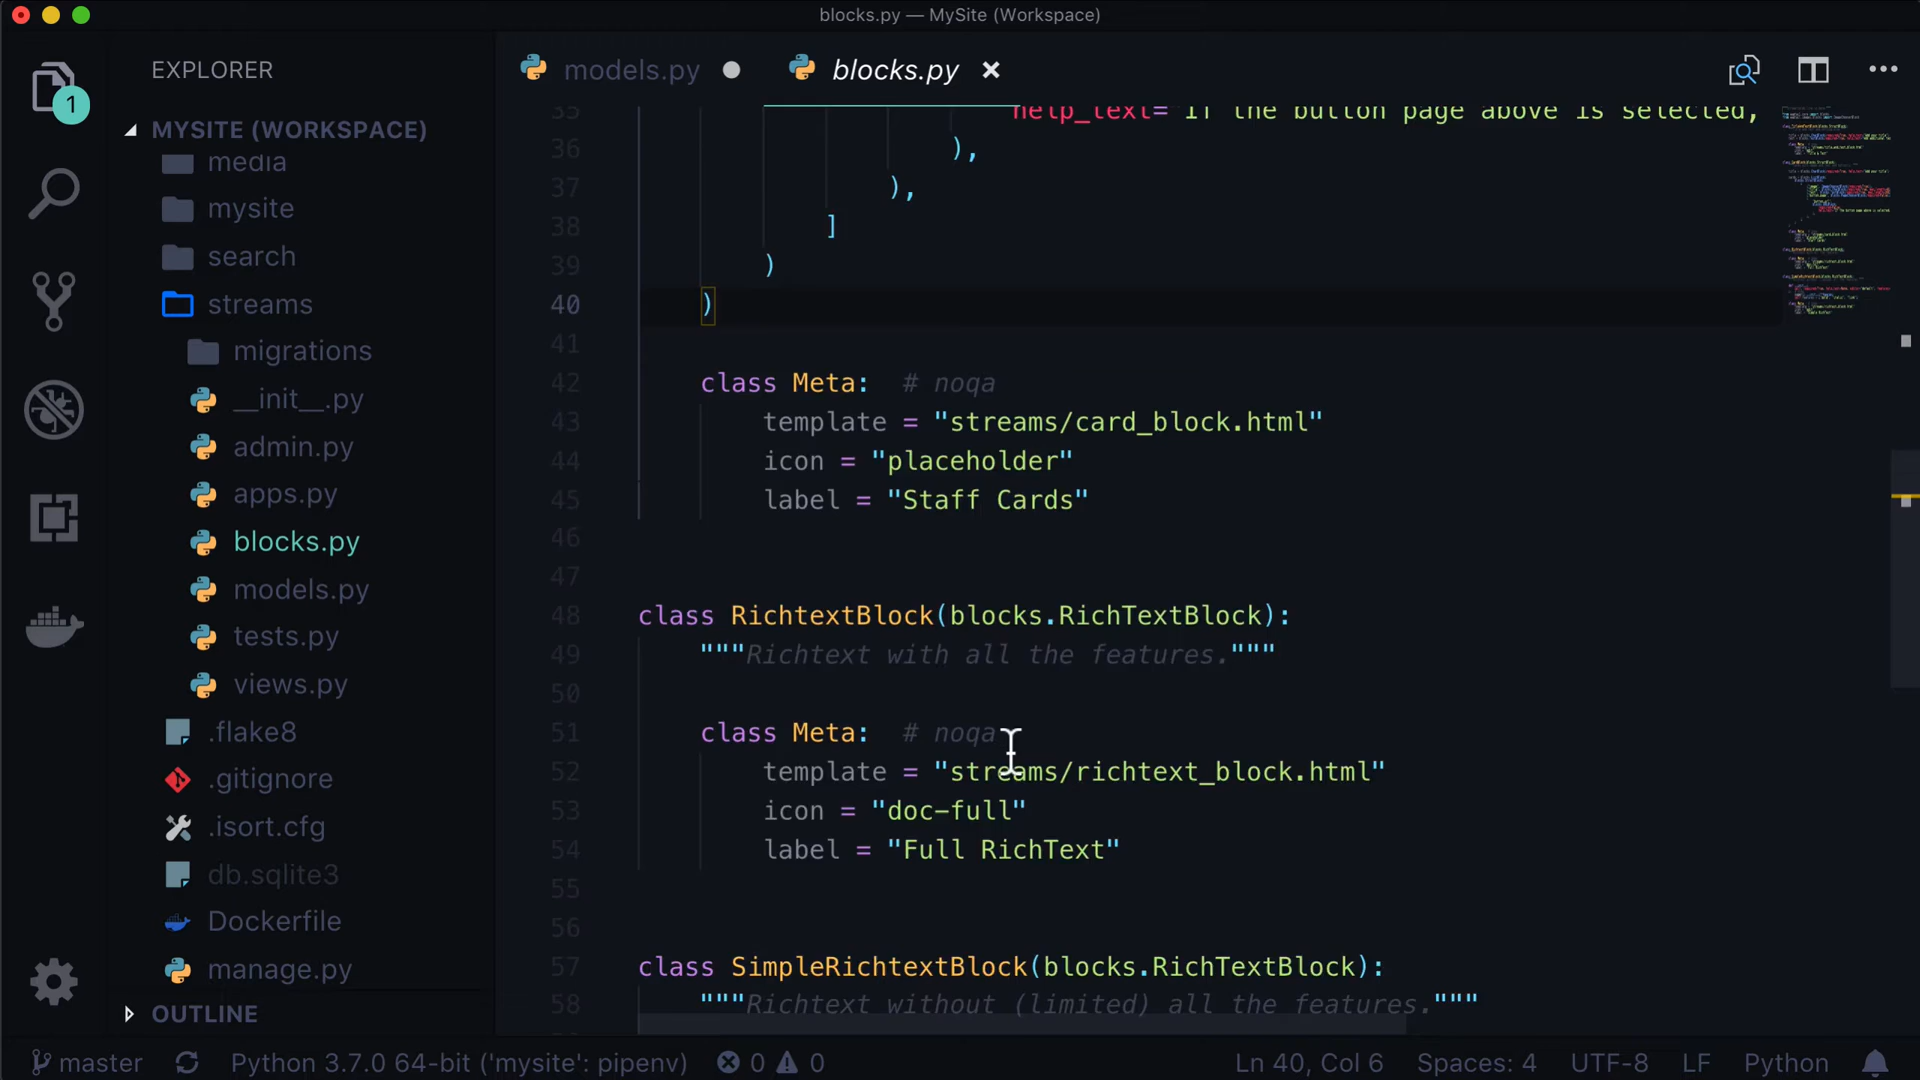 blocks.py — MySite (Workspace)
EXPLORER
1
MYSITE (WORKSPACE)
media
mysite
search
streams
migrations
__init__.py
admin.py
apps.py
blocks.py
models.py
tests.py
views.py
.flake8
.gitignore
.isort.cfg
db.sqlite3
Dockerfile
manage.py
OUTLINE
models.py
blocks.py
35 help_text="If the button page above is selected,
36 ),
37 ),
38 ]
39 )
40 )
41
42 class Meta:  # noqa
43 template = "streams/card_block.html"
44 icon = "placeholder"
45 label = "Staff Cards"
46
47
48 class RichtextBlock(blocks.RichTextBlock):
49 """Richtext with all the features."""
50
51 class Meta:  # noqa
52 template = "streams/richtext_block.html"
53 icon = "doc-full"
54 label = "Full RichText"
55
56
57 class SimpleRichtextBlock(blocks.RichTextBlock):
58 """Richtext without (limited) all the features."""
master Python 3.7.0 64-bit ('mysite': pipenv) 0 0 Ln 40, Col 6 Spaces: 4 UTF-8 LF Python